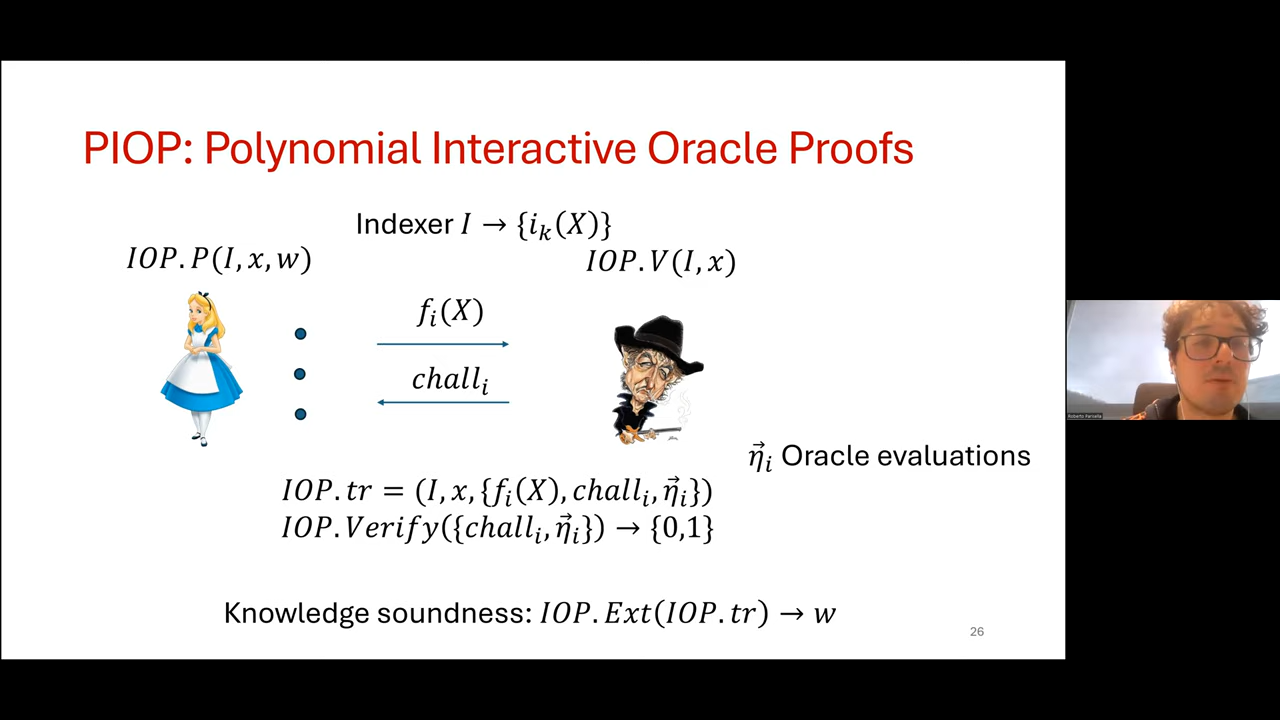 PIOP: Polynomial Interactive Oracle Proofs
Indexer I → {i_k(X)}
IOP.P(I, x, w)
IOP.V(I, x)
f_i(X)
chall_i
η⃗_i Oracle evaluations
IOP.tr = (I, x, {f_i(X), chall_i, η⃗_i})
IOP.Verify({chall_i, η⃗_i}) → {0,1}
Knowledge soundness: IOP.Ext(IOP.tr) → w
26